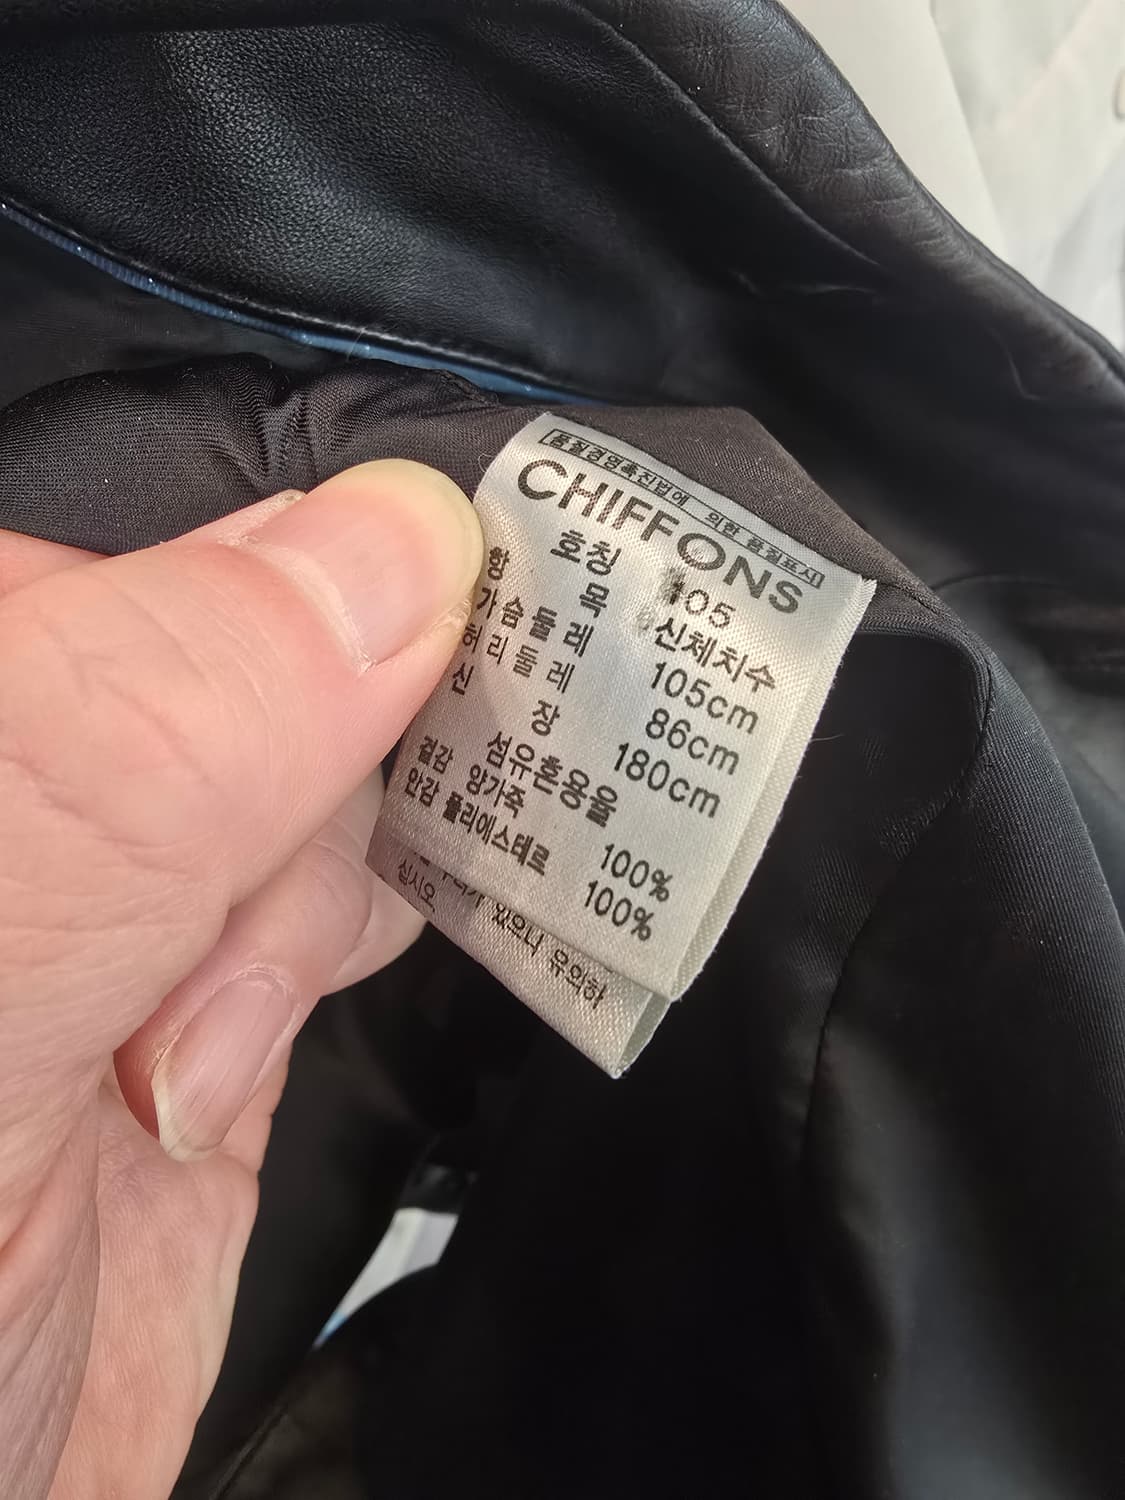 품질경영촉진법에 의한 품질표시
CHIFFONS
호칭 105
항 목 신체치수
가슴둘레 105cm
허리둘레 86cm
신 장 180cm
섬유혼용율
겉감 양가죽 100%
안감 폴리에스테르 100%
있으니 유의하
십시오